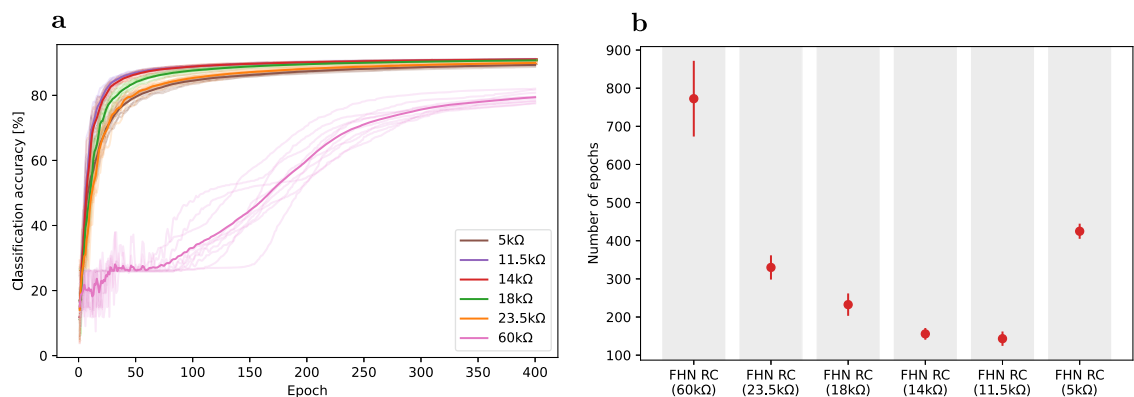 a
Classification accuracy [%]
80
60
40
20
0
0 50 100 150 200 250 300 350 400
Epoch
5kΩ
11.5kΩ
14kΩ
18kΩ
23.5kΩ
60kΩ
b
Number of epochs
900
800
700
600
500
400
300
200
100
FHN RC FHN RC FHN RC FHN RC FHN RC FHN RC
(60kΩ) (23.5kΩ) (18kΩ) (14kΩ) (11.5kΩ) (5kΩ)